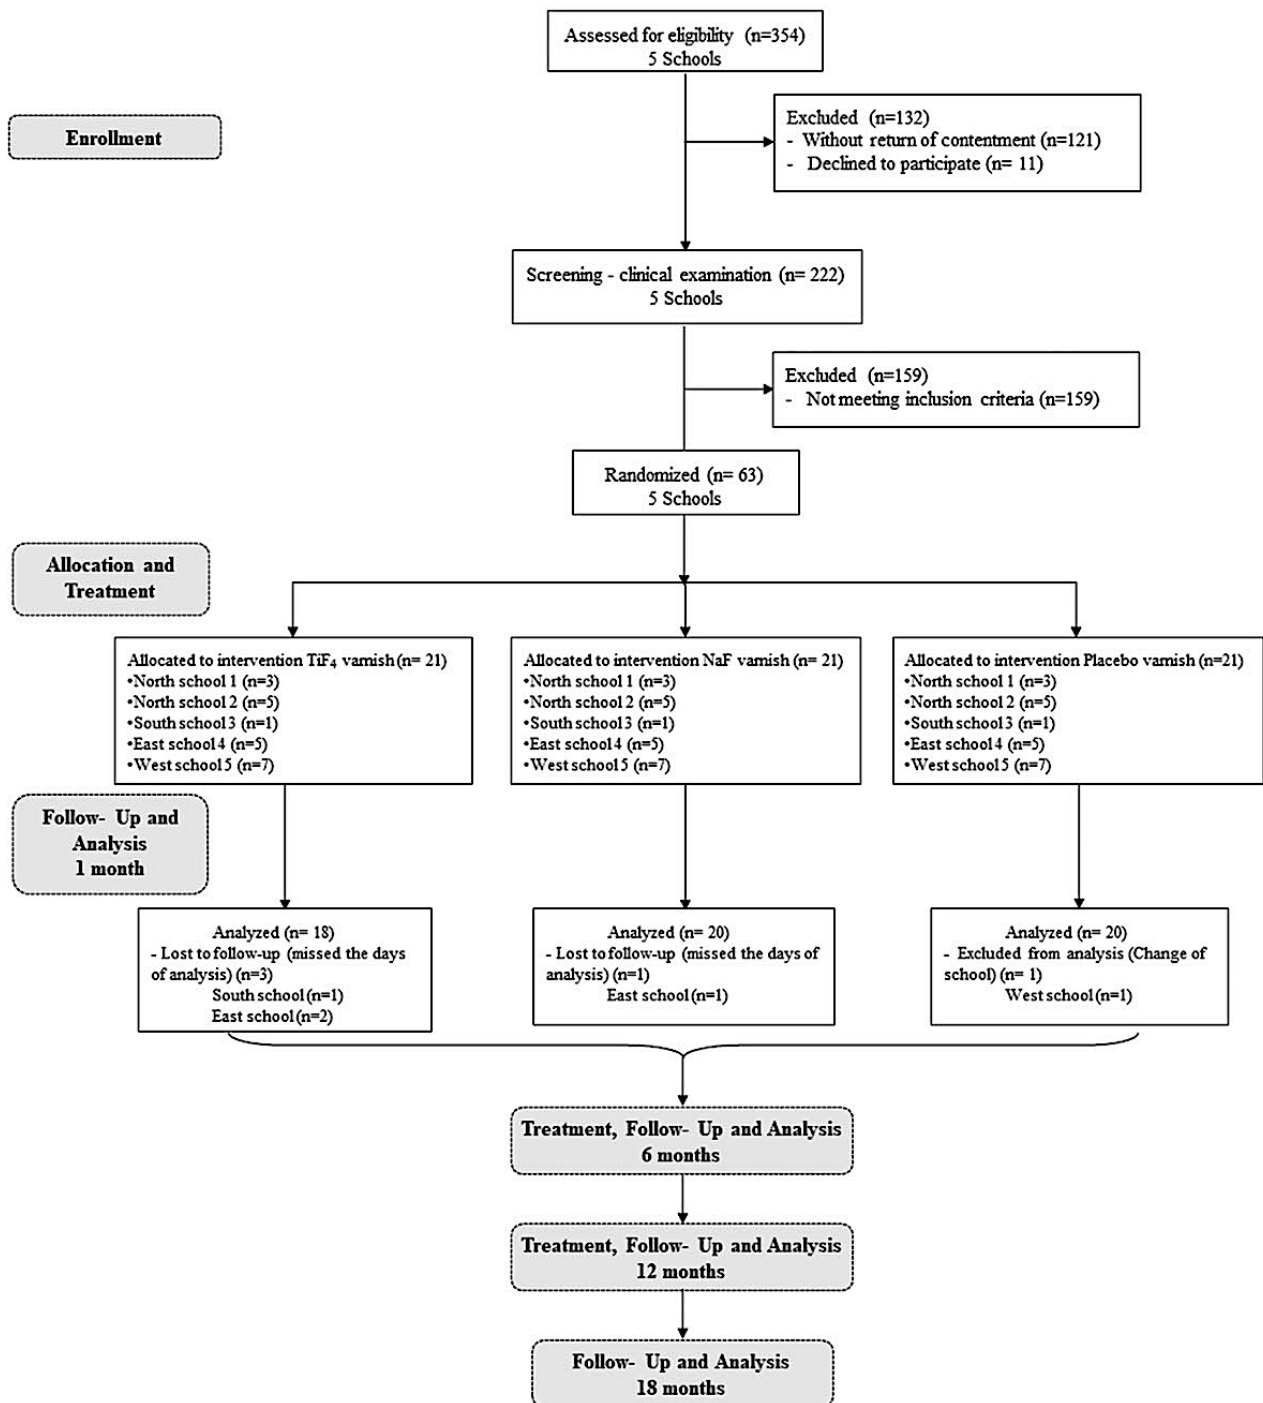 Assessed for eligibility (n=354)
5 Schools
Enrollment
Excluded (n=132)
- Without return of contentment (n=121)
- Declined to participate (n= 11)
Screening - clinical examination (n= 222)
5 Schools
Excluded (n=159)
- Not meeting inclusion criteria (n=159)
Randomized (n= 63)
5 Schools
Allocation and
Treatment
Allocated to intervention TiF₄ varnish (n= 21)
•North school 1 (n=3)
•North school 2 (n=5)
•South school 3 (n=1)
•East school 4 (n=5)
•West school 5 (n=7)
Allocated to intervention NaF varnish (n= 21)
•North school 1 (n=3)
•North school 2 (n=5)
•South school 3 (n=1)
•East school 4 (n=5)
•West school 5 (n=7)
Allocated to intervention Placebo varnish (n=21)
•North school 1 (n=3)
•North school 2 (n=5)
•South school 3 (n=1)
•East school 4 (n=5)
•West school 5 (n=7)
Follow- Up and
Analysis
1 month
Analyzed (n= 18)
- Lost to follow-up (missed the days
of analysis) (n=3)
South school (n=1)
East school (n=2)
Analyzed (n= 20)
- Lost to follow-up (missed the days of
analysis) (n=1)
East school (n=1)
Analyzed (n= 20)
- Excluded from analysis (Change of
school) (n= 1)
West school (n=1)
Treatment, Follow- Up and Analysis
6 months
Treatment, Follow- Up and Analysis
12 months
Follow- Up and Analysis
18 months